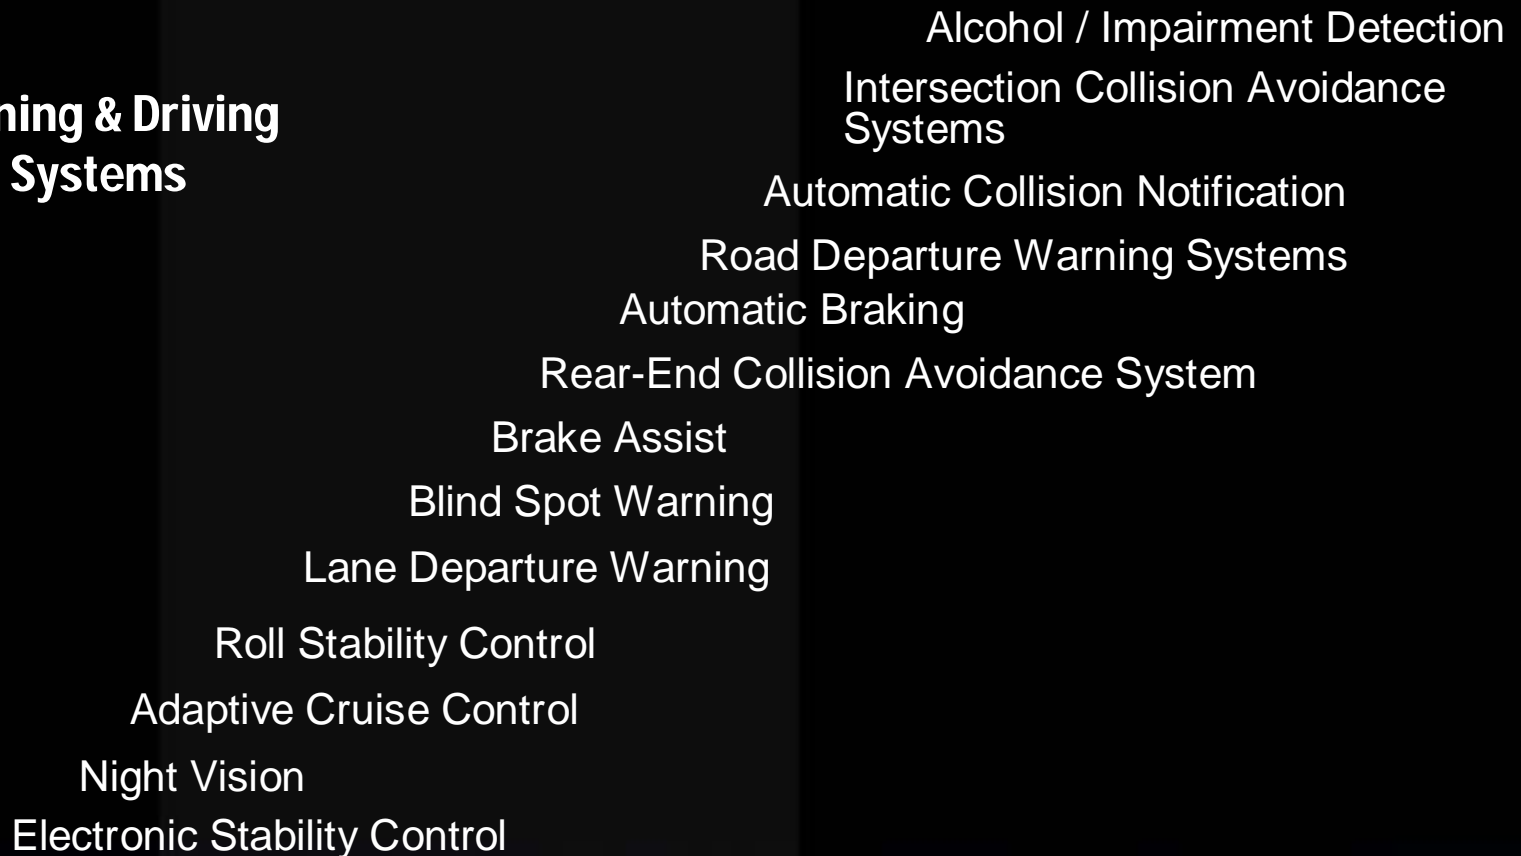 Alcohol / Impairment Detection
Intersection Collision Avoidance
Systems
ning & Driving
Systems
Automatic Collision Notification
Road Departure Warning Systems
Automatic Braking
Rear-End Collision Avoidance System
Brake Assist
Blind Spot Warning
Lane Departure Warning
Roll Stability Control
Adaptive Cruise Control
Night Vision
Electronic Stability Control